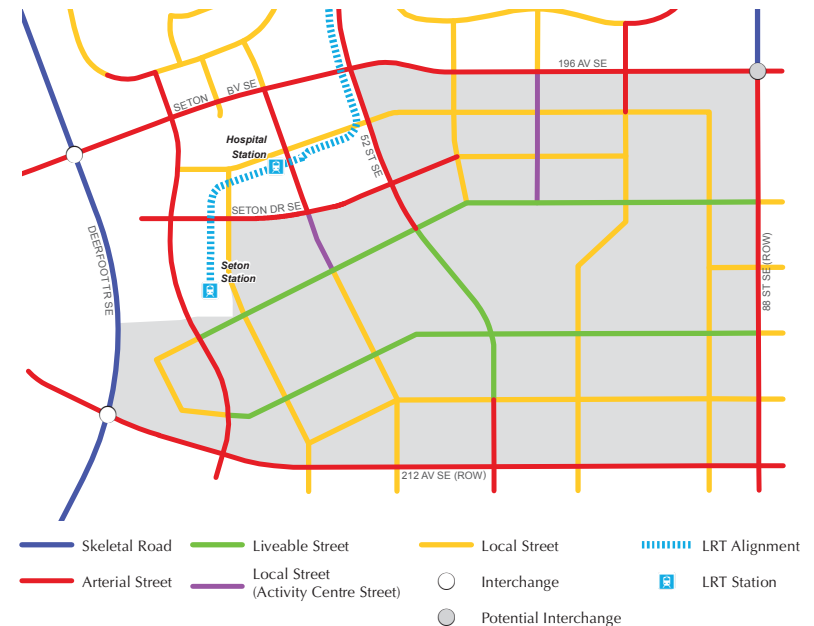 196 AV SE
SETON BV SE
Hospital
Station
52 ST SE
SETON DR SE
DEERFOOT TR SE
Seton
Station
88 ST SE (ROW)
212 AV SE (ROW)
Skeletal Road
Liveable Street
Local Street
LRT Alignment
Arterial Street
Local Street
(Activity Centre Street)
Interchange
LRT Station
Potential Interchange